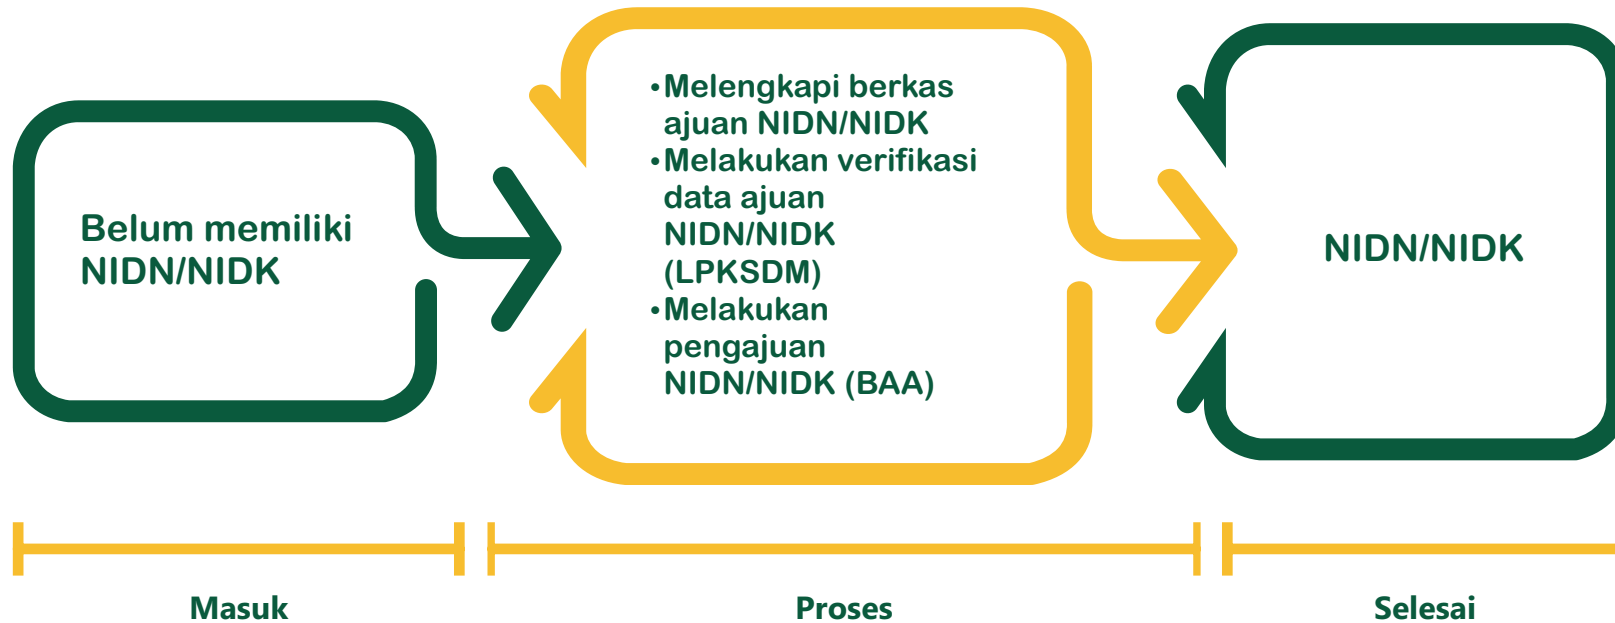 Belum memiliki
NIDN/NIDK
•Melengkapi berkas
ajuan NIDN/NIDK
•Melakukan verifikasi
data ajuan
NIDN/NIDK
(LPKSDM)
•Melakukan
pengajuan
NIDN/NIDK (BAA)
NIDN/NIDK
Masuk
Proses
Selesai